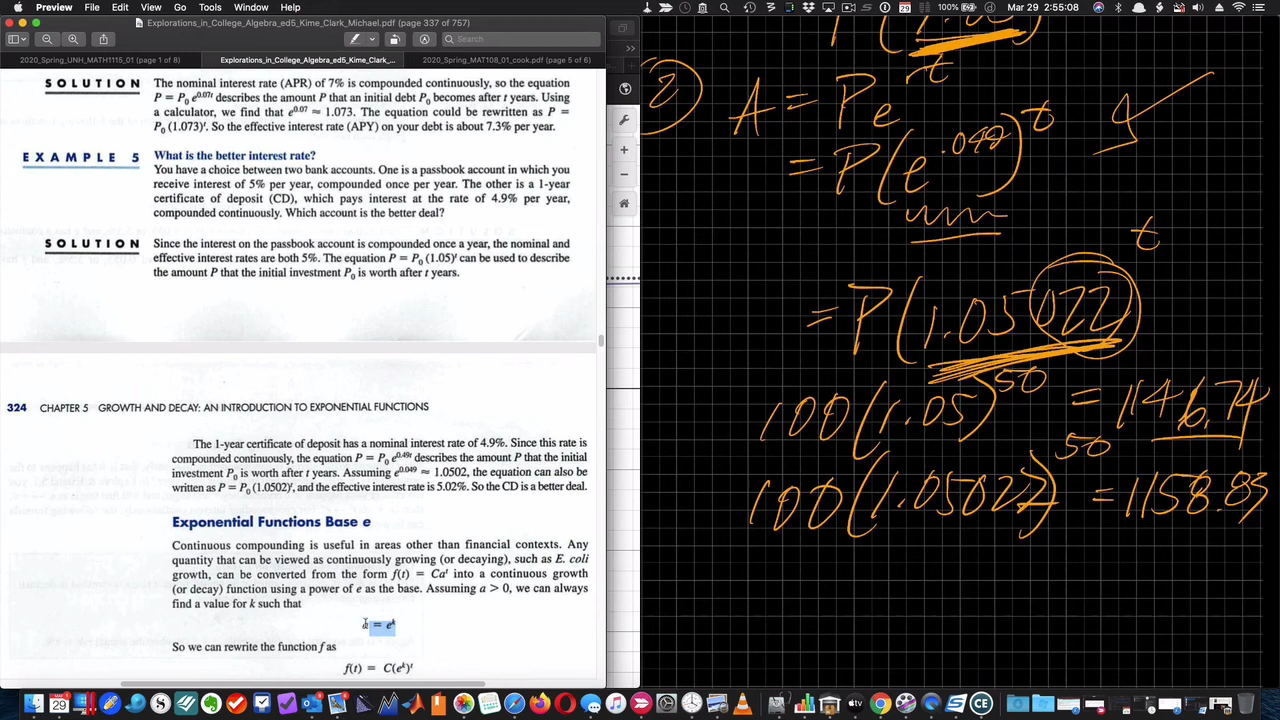 Preview File Edit View Go Tools Window Help
100% Mar 29 2:55:08
Explorations_in_College_Algebra_ed5_Kime_Clark_Michael.pdf (page 337 of 757)
Search
2020_Spring_UNH_MATH1115_01 (page 1 of 8) Explorations_in_College_Algebra_ed5_Kime_Clark_... 2020_Spring_MAT108_01_cook.pdf (page 5 of 6)
SOLUTION The nominal interest rate (APR) of 7% is compounded continuously, so the equation
P = P₀ e^0.07t describes the amount P that an initial debt P₀ becomes after t years. Using
a calculator, we find that e^0.07 ≈ 1.073. The equation could be rewritten as P =
P₀ (1.073)^t. So the effective interest rate (APY) on your debt is about 7.3% per year.
EXAMPLE 5 What is the better interest rate?
You have a choice between two bank accounts. One is a passbook account in which you
receive interest of 5% per year, compounded once per year. The other is a 1-year
certificate of deposit (CD), which pays interest at the rate of 4.9% per year,
compounded continuously. Which account is the better deal?
SOLUTION Since the interest on the passbook account is compounded once a year, the nominal and
effective interest rates are both 5%. The equation P = P₀ (1.05)^t can be used to describe
the amount P that the initial investment P₀ is worth after t years.
324 CHAPTER 5 GROWTH AND DECAY: AN INTRODUCTION TO EXPONENTIAL FUNCTIONS
The 1-year certificate of deposit has a nominal interest rate of 4.9%. Since this rate is
compounded continuously, the equation P = P₀ e^0.49t describes the amount P that the initial
investment P₀ is worth after t years. Assuming e^0.049 ≈ 1.0502, the equation can also be
written as P = P₀ (1.0502)^t, and the effective interest rate is 5.02%. So the CD is a better deal.
Exponential Functions Base e
Continuous compounding is useful in areas other than financial contexts. Any
quantity that can be viewed as continuously growing (or decaying), such as E. coli
growth, can be converted from the form f(t) = Ca^t into a continuous growth
(or decay) function using a power of e as the base. Assuming a > 0, we can always
find a value for k such that
a = e^k
So we can rewrite the function f as
f(t) = C(e^k)^t
② A = Pe^rt
= P(e^.049)^t
= P(1.05022)^t
100(1.05)^50 = 1146.74
100(1.05022)^50 = 1158.83